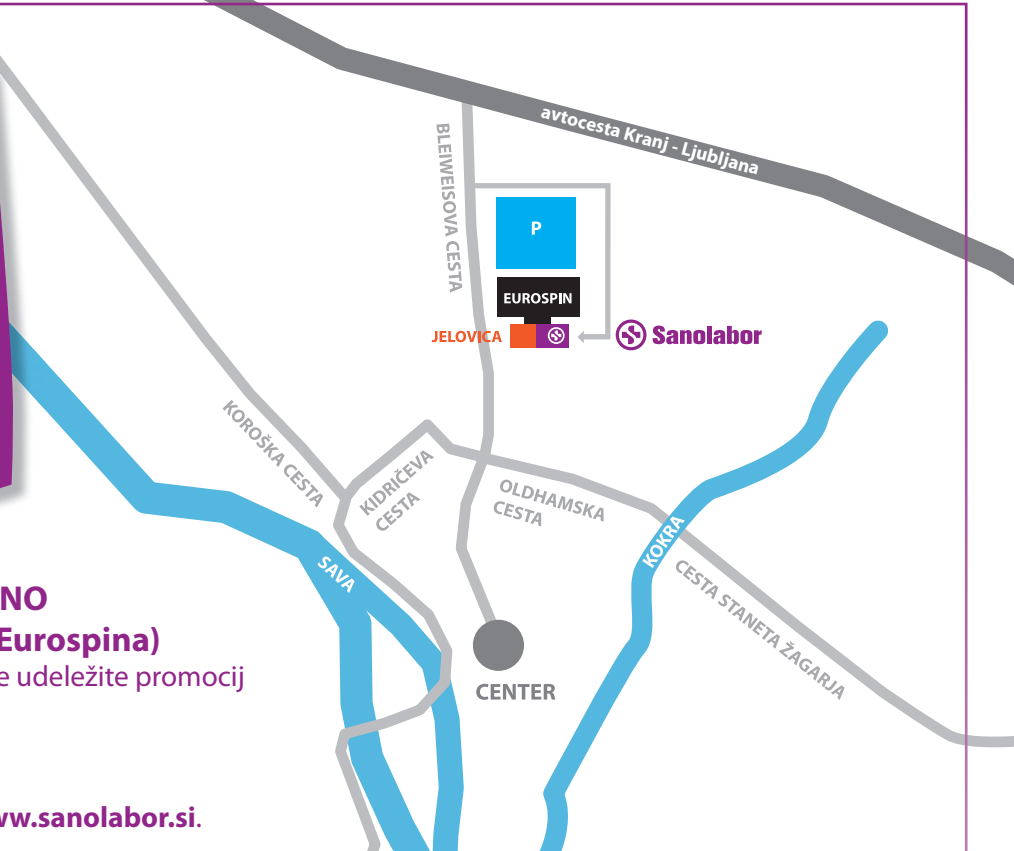 avtocesta Kranj - Ljubljana
BLEIWEISOVA CESTA
P
EUROSPIN
JELOVICA
Sanolabor
KOROŠKA CESTA
KIDRIČEVA
CESTA
OLDHAMSKA
CESTA
KOKRA
SAVA
CESTA STANETA ŽAGARJA
CENTER
NO
Eurospina)
e udeležite promocij
ww.sanolabor.si.